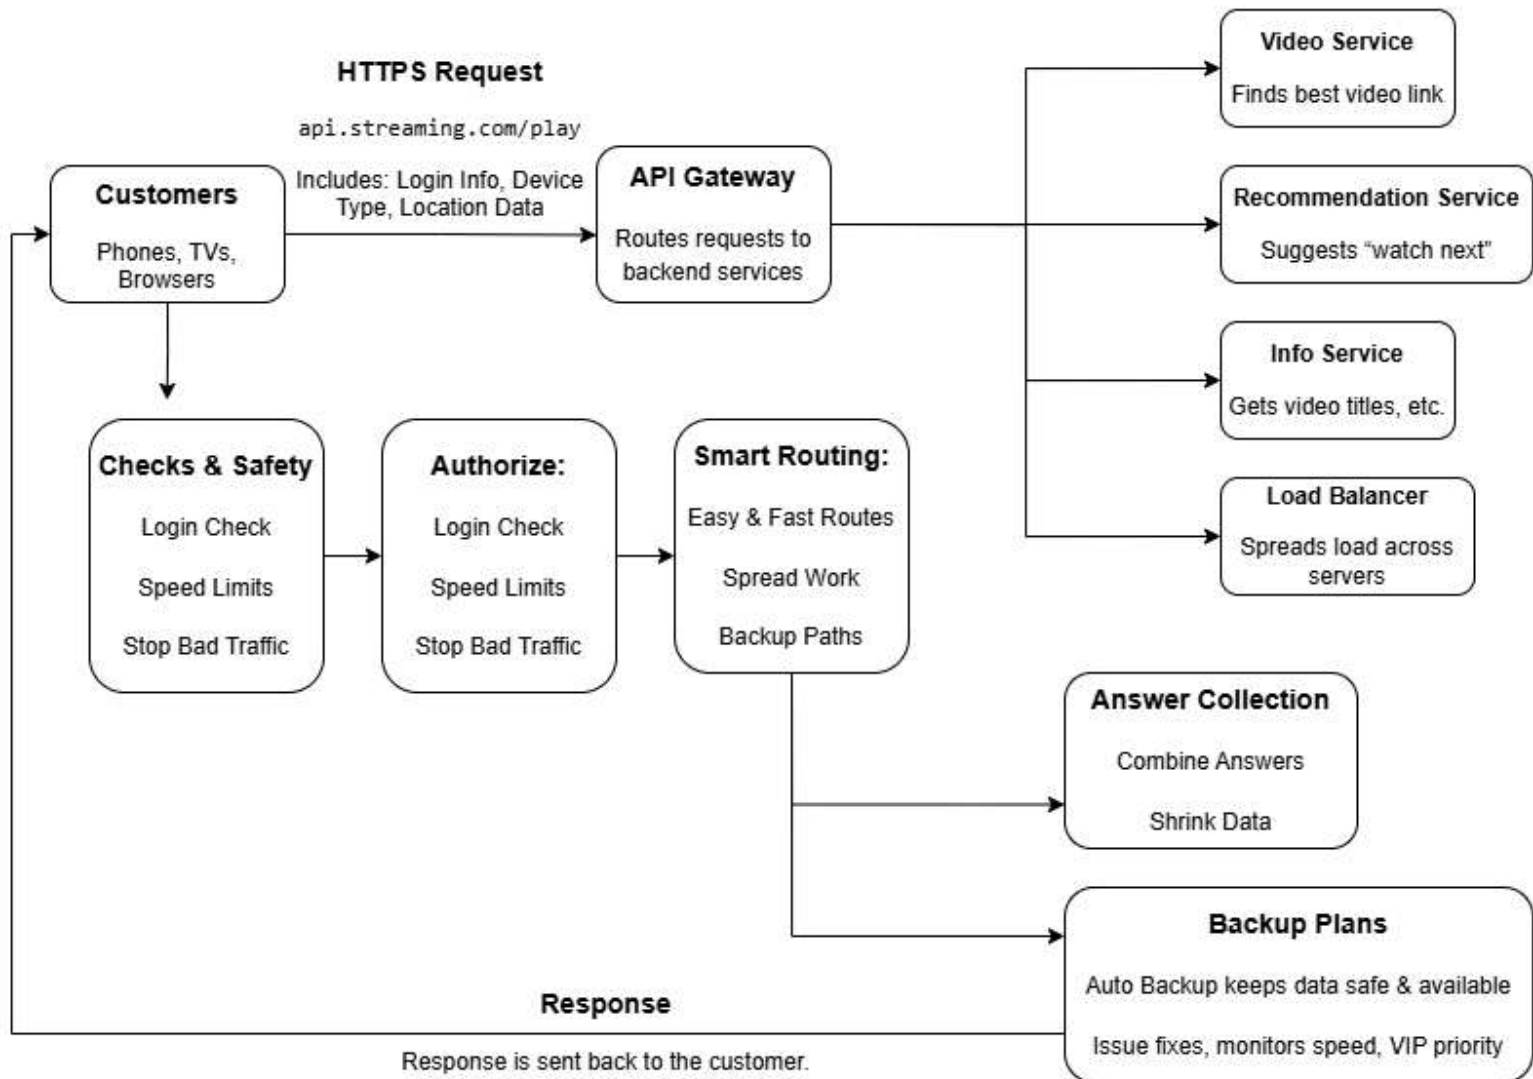 HTTPS Request
api.streaming.com/play
Includes: Login Info, Device
Type, Location Data
Customers
Phones, TVs,
Browsers
API Gateway
Routes requests to
backend services
Video Service
Finds best video link
Recommendation Service
Suggests “watch next”
Info Service
Gets video titles, etc.
Load Balancer
Spreads load across
servers
Checks & Safety
Login Check
Speed Limits
Stop Bad Traffic
Authorize:
Login Check
Speed Limits
Stop Bad Traffic
Smart Routing:
Easy & Fast Routes
Spread Work
Backup Paths
Answer Collection
Combine Answers
Shrink Data
Backup Plans
Auto Backup keeps data safe & available
Issue fixes, monitors speed, VIP priority
Response
Response is sent back to the customer.